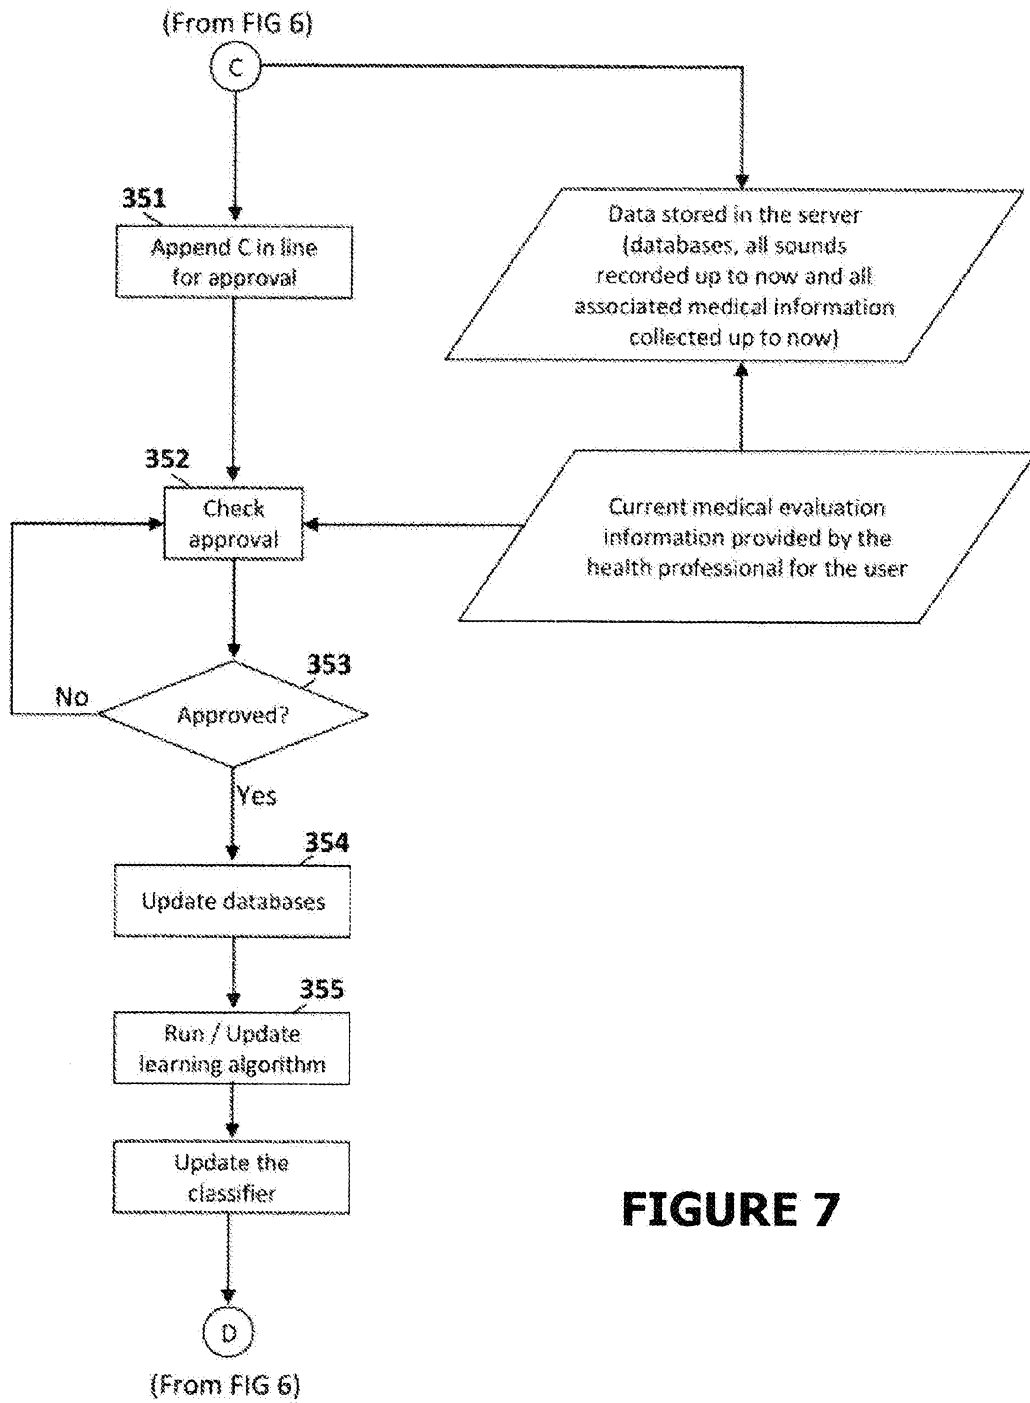 (From FIG 6)
C
351
Append C in line
for approval
Data stored in the server
(databases, all sounds
recorded up to now and all
associated medical information
collected up to now)
352
Check
approval
Current medical evaluation
information provided by the
health professional for the user
353
No
Approved?
Yes
354
Update databases
355
Run / Update
learning algorithm
Update the
classifier
FIGURE 7
D
(From FIG 6)